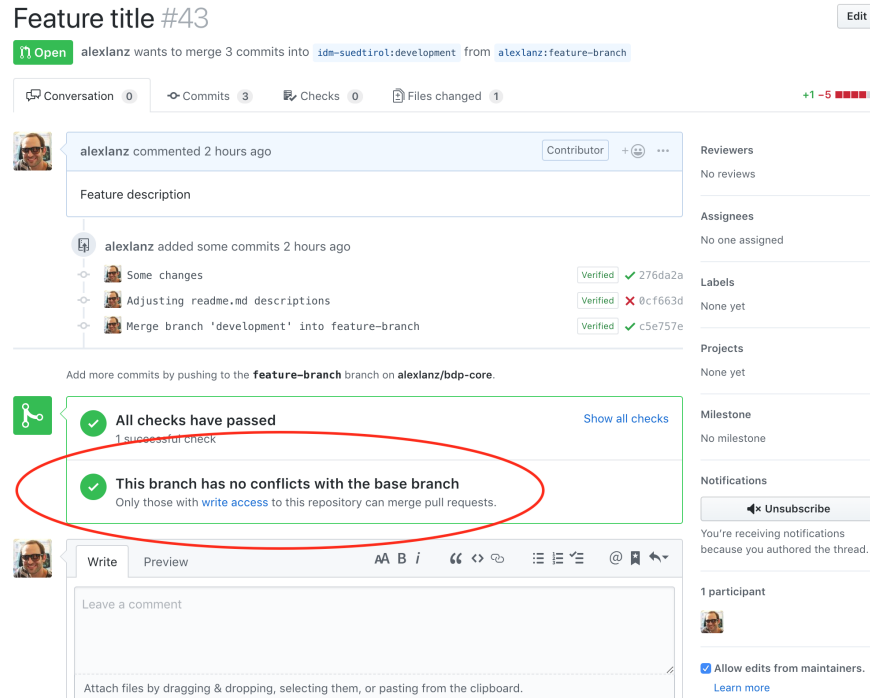 Feature title #43
Edit
Open alexlanz wants to merge 3 commits into idm-suedtirol:development from alexlanz:feature-branch
Conversation 0 Commits 3 Checks 0 Files changed 1 +1 −5
alexlanz commented 2 hours ago Contributor
Feature description
alexlanz added some commits 2 hours ago
Some changes Verified 276da2a
Adjusting readme.md descriptions Verified 0cf663d
Merge branch 'development' into feature-branch Verified c5e757e
Add more commits by pushing to the feature-branch branch on alexlanz/bdp-core.
All checks have passed Show all checks
1 successful check
This branch has no conflicts with the base branch
Only those with write access to this repository can merge pull requests.
Write Preview AA B i @
Leave a comment
Attach files by dragging & dropping, selecting them, or pasting from the clipboard.
Reviewers
No reviews
Assignees
No one assigned
Labels
None yet
Projects
None yet
Milestone
No milestone
Notifications
Unsubscribe
You're receiving notifications
because you authored the thread.
1 participant
Allow edits from maintainers.
Learn more